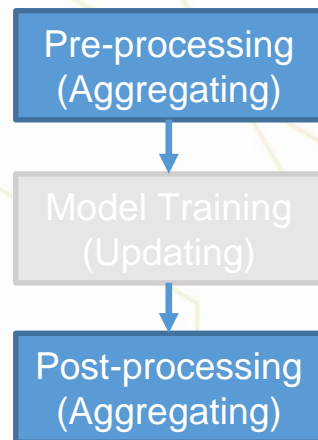 Pre-processing
(Aggregating)
Model Training
(Updating)
Post-processing
(Aggregating)